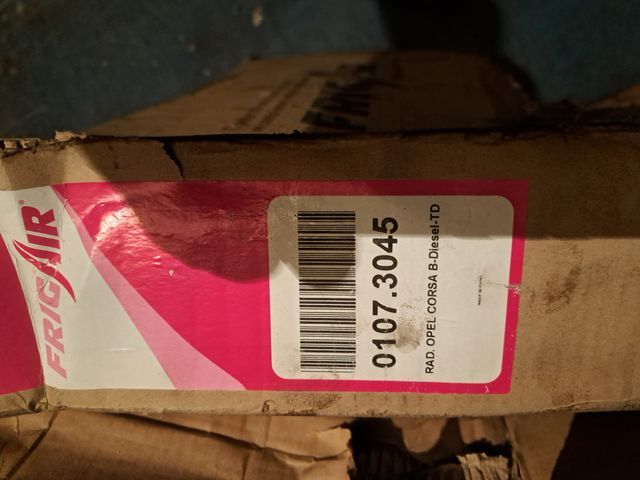 FRIGAIR
0107.3045
RAD. OPEL CORSA B-Diesel-TD